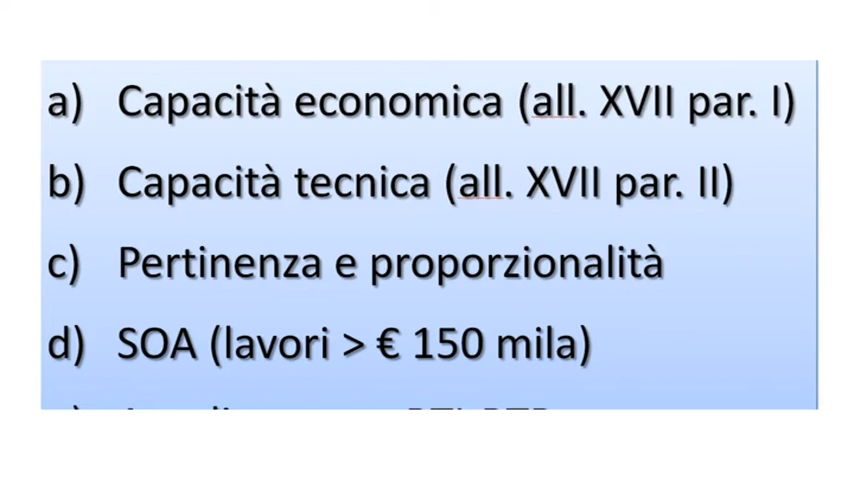 a) Capacità economica (all. XVII par. I)
b) Capacità tecnica (all. XVII par. II)
c) Pertinenza e proporzionalità
d) SOA (lavori > € 150 mila)